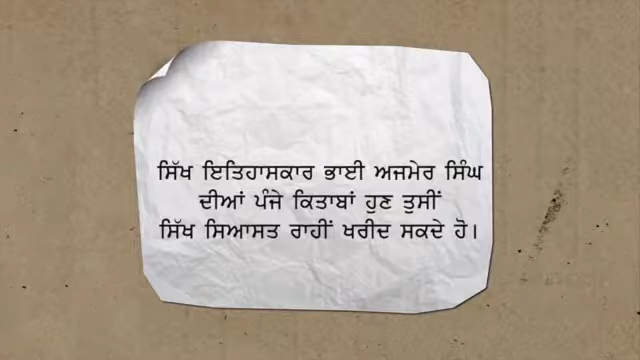 ਸਿੱਖ ਇਤਿਹਾਸਕਾਰ ਭਾਈ ਅਜਮੇਰ ਸਿੰਘ
ਦੀਆਂ ਪੰਜੇ ਕਿਤਾਬਾਂ ਹੁਣ ਤੁਸੀਂ
ਸਿੱਖ ਸਿਆਸਤ ਰਾਹੀਂ ਖਰੀਦ ਸਕਦੇ ਹੋ।